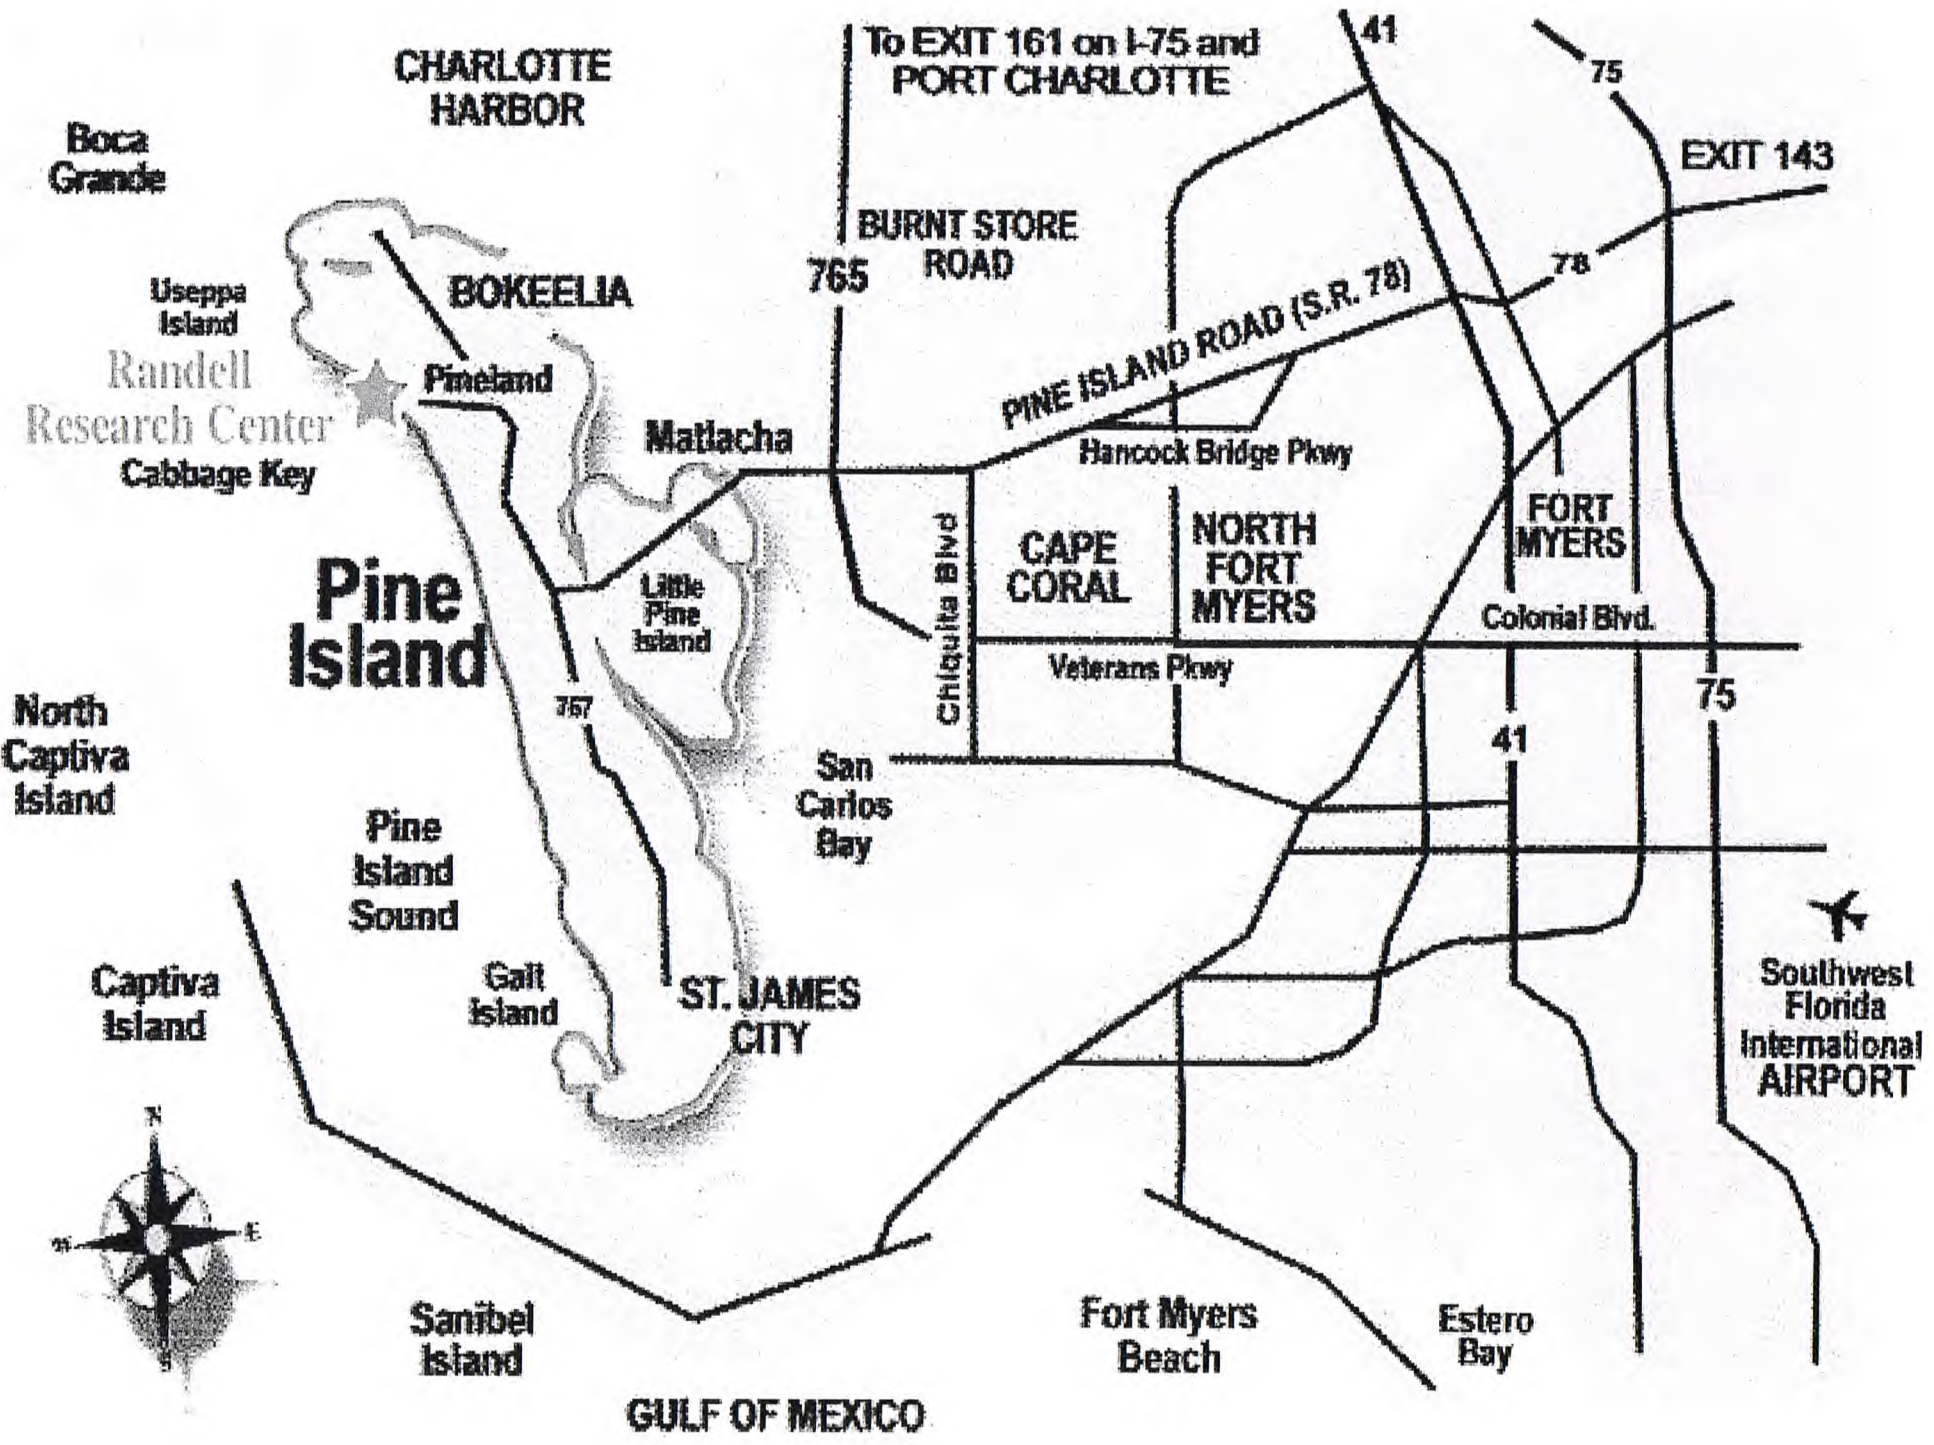 41
To EXIT 161 on I-75 and
PORT CHARLOTTE
75
CHARLOTTE
HARBOR
Boca
Grande
EXIT 143
BURNT STORE
ROAD
765
78
PINE ISLAND ROAD (S.R. 78)
BOKEELIA
Useppa
Island
Randell
Research Center
Pineland
Cabbage Key
Matlacha
Hancock Bridge Pkwy
FORT
MYERS
Chiquita Blvd
CAPE
CORAL
NORTH
FORT
MYERS
Pine
Island
Little
Pine
Island
Colonial Blvd.
Veterans Pkwy
767
75
41
North
Captiva
Island
San
Carlos
Bay
Pine
Island
Sound
Captiva
Island
Galt
Island
ST. JAMES
CITY
Southwest
Florida
International
AIRPORT
N
W
E
S
Sanibel
Island
Fort Myers
Beach
Estero
Bay
GULF OF MEXICO